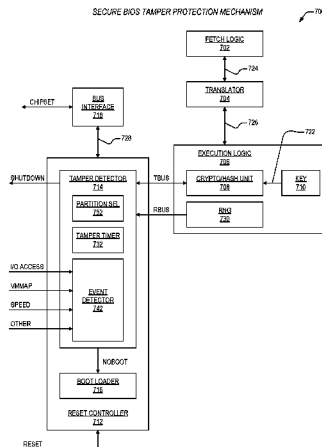 SECURE BIOS TAMPER PROTECTION MECHANISM
700
FETCH LOGIC
702
724
TRANSLATOR
704
726
BUS
INTERFACE
718
CHIPSET
728
EXECUTION LOGIC
706
722
CRYPTO/HASH UNIT
708
KEY
710
RNG
730
SHUTDOWN
TAMPER DETECTOR
714
TBUS
PARTITION SEL
752
RBUS
TAMPER TIMER
732
I/O ACCESS
VMMAP
SPEED
OTHER
EVENT
DETECTOR
742
NOBOOT
BOOT LOADER
716
RESET CONTROLLER
712
RESET